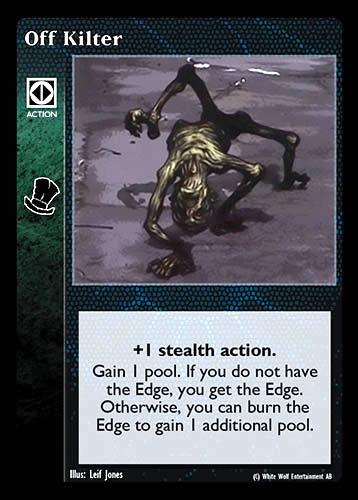 Off Kilter
ACTION
+1 stealth action.
Gain 1 pool. If you do not have
the Edge, you get the Edge.
Otherwise, you can burn the
Edge to gain 1 additional pool.
Illus: Leif Jones
(C) White Wolf Entertainment AB